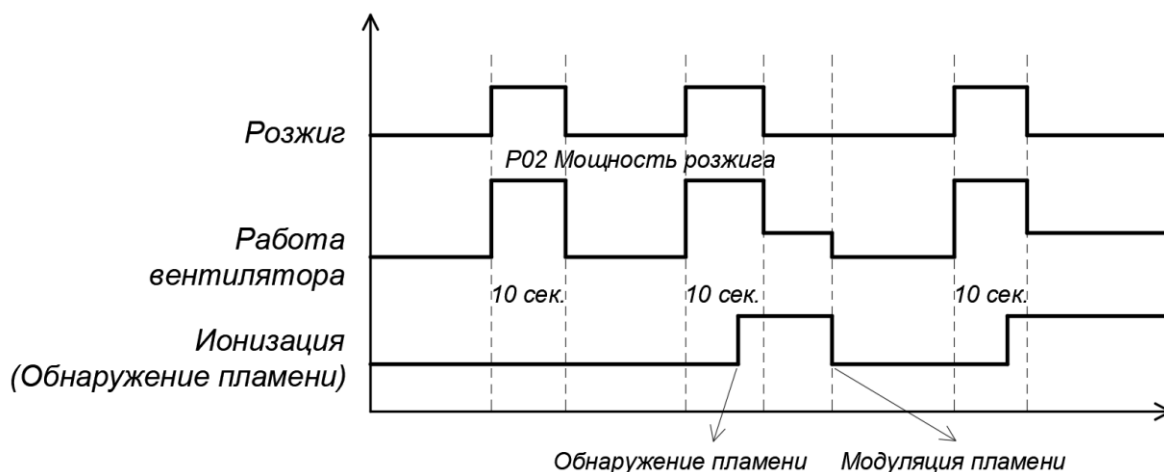 Розжиг
P02 Мощность розжига
Работа
вентилятора
10 сек. 10 сек. 10 сек.
Ионизация
(Обнаружение пламени)
Обнаружение пламени Модуляция пламени